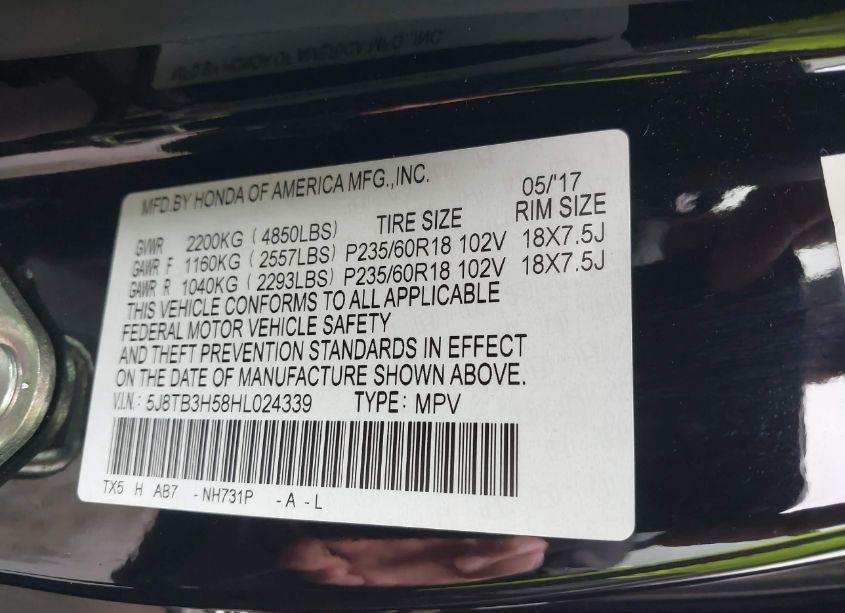 MFD.BY HONDA OF AMERICA MFG.,INC. 05/'17
GVWR 2200KG ( 4850LBS) TIRE SIZE RIM SIZE
GAWR F 1160KG ( 2557LBS) P235/60R18 102V 18X7.5J
GAWR R 1040KG ( 2293LBS) P235/60R18 102V 18X7.5J
THIS VEHICLE CONFORMS TO ALL APPLICABLE
FEDERAL MOTOR VEHICLE SAFETY
AND THEFT PREVENTION STANDARDS IN EFFECT
ON THE DATE OF MANUFACTURE SHOWN ABOVE.
V.I.N.: 5J8TB3H58HL024339 TYPE: MPV
TX5 H AB7 -NH731P -A -L